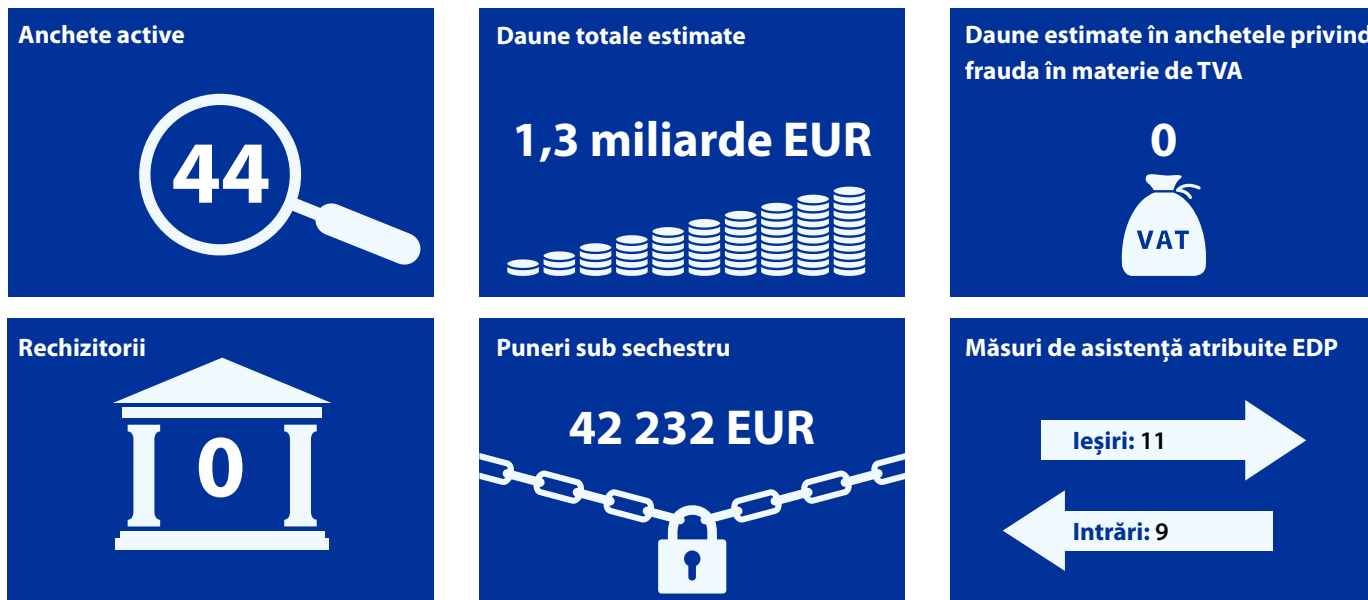 Anchete active
44
Daune totale estimate
1,3 miliarde EUR
Daune estimate în anchetele privind
frauda în materie de TVA
0
VAT
Rechizitorii
0
Puneri sub sechestru
42 232 EUR
Măsuri de asistență atribuite EDP
Ieșiri: 11
Intrări: 9